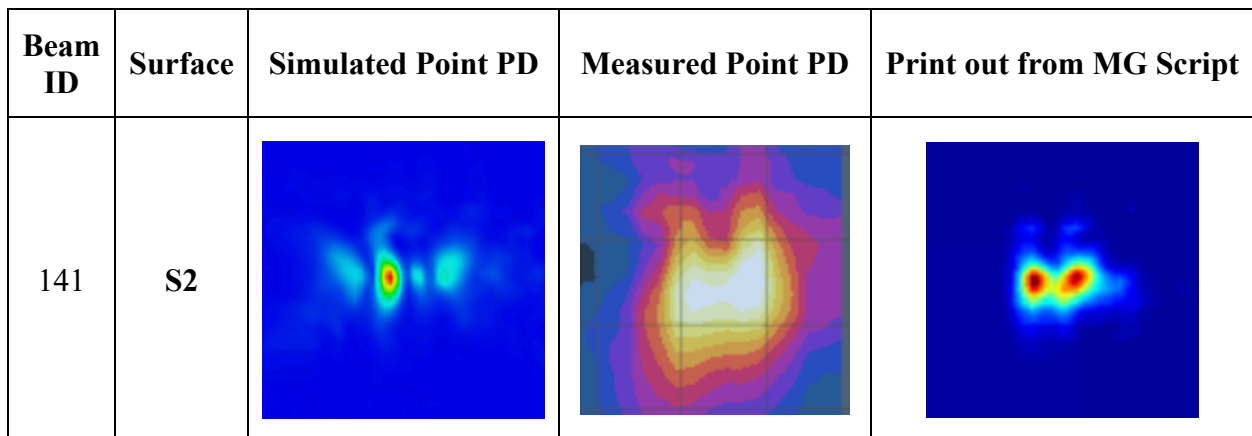 Beam ID Surface Simulated Point PD Measured Point PD Print out from MG Script
141 S2